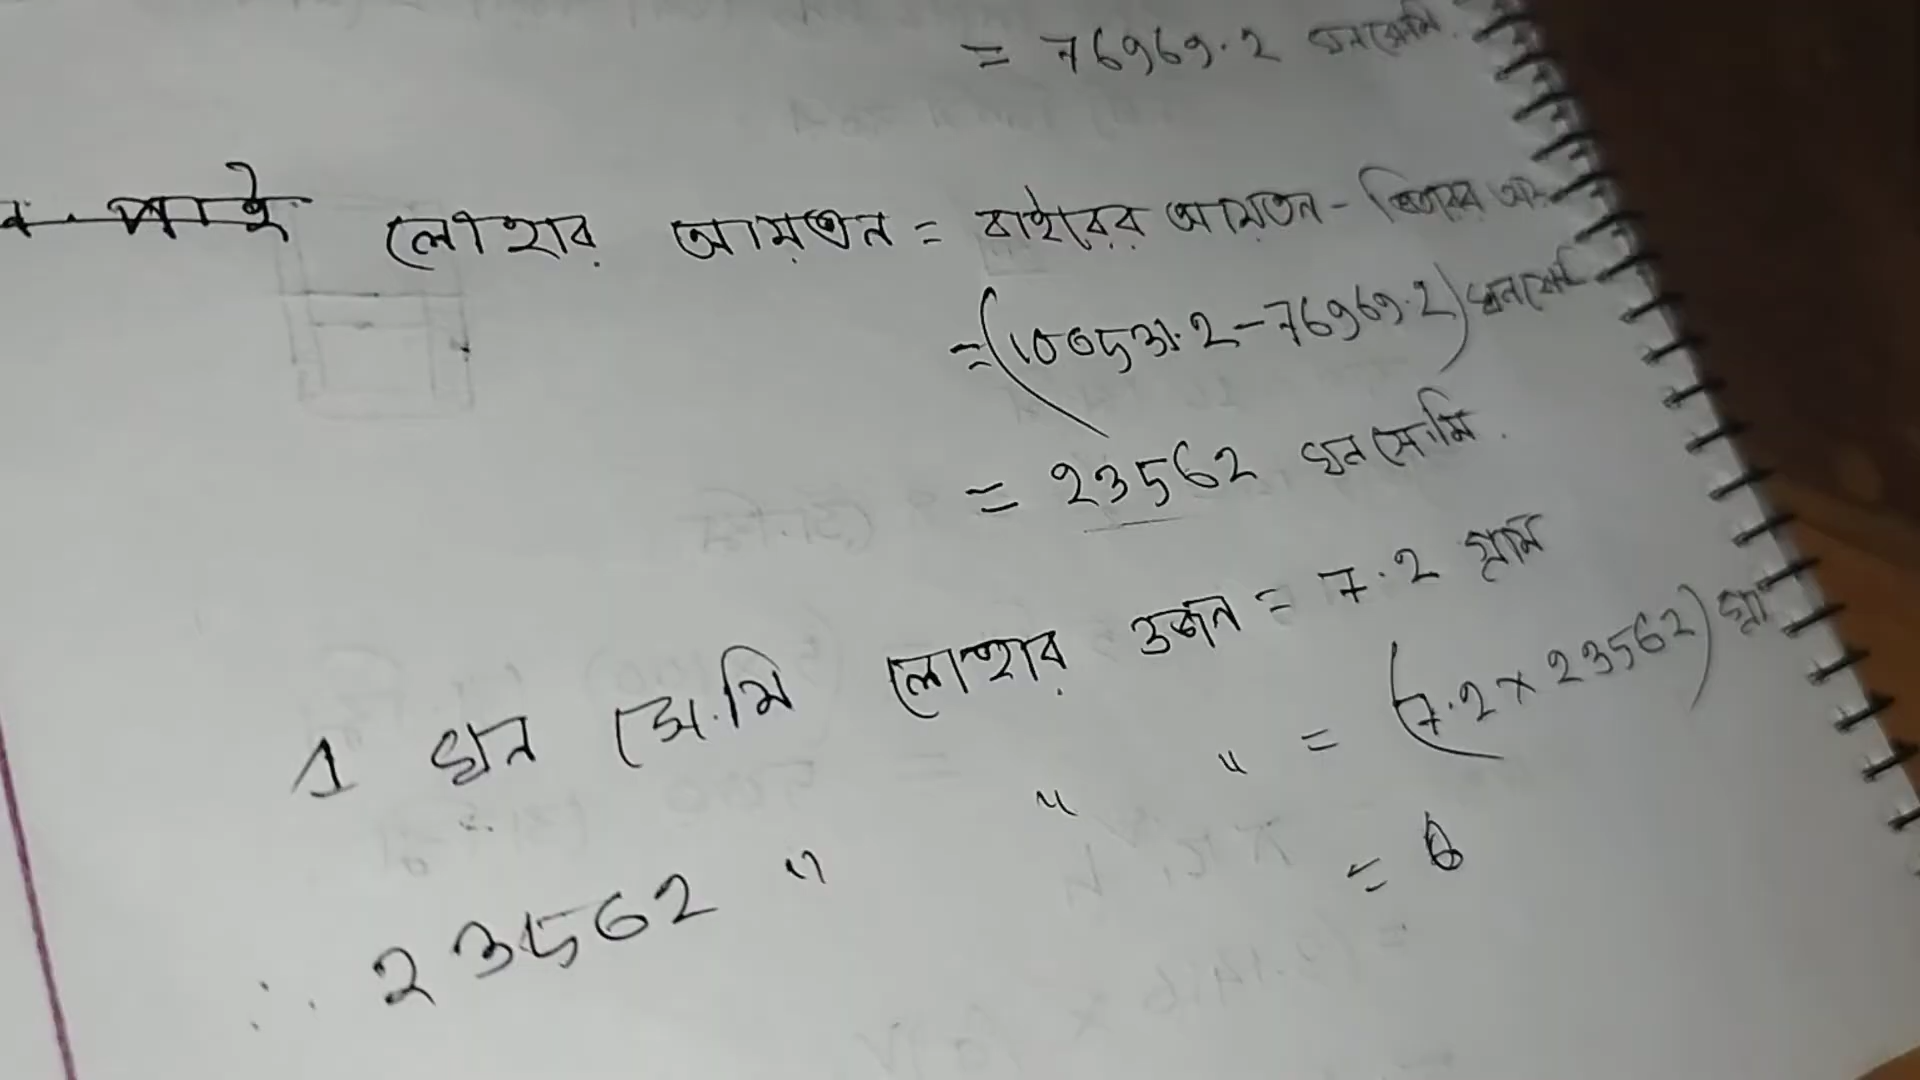 = 76969.2 ঘনসেমি.
পাই লোহার আয়তন = বাইরের আয়তন - ভিতরের
= (100531.2-76969.2) ঘনসেমি
= 23562 ঘন সে.মি.
1 ঘন সে.মি লোহার ওজন = 7.2 গ্রাম
∴ 23562 " " " = (7.2 × 23562) গ্রা
= 6